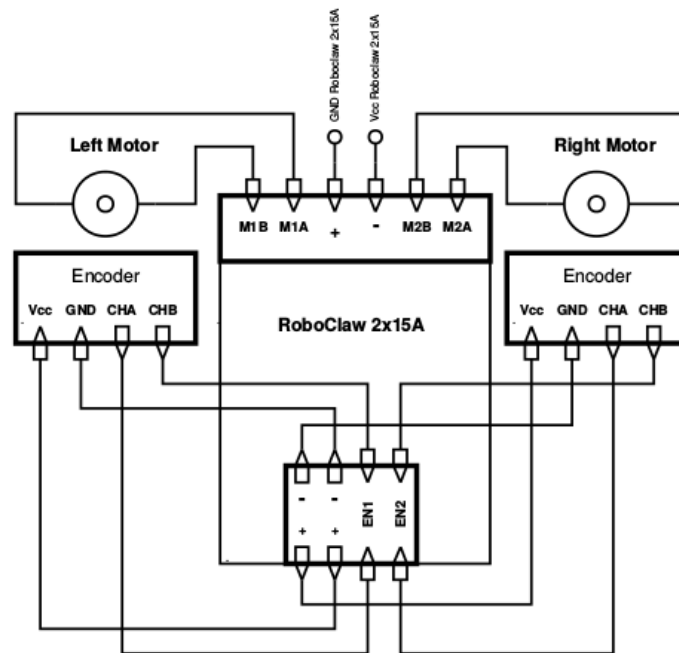 GND Roboclaw 2x15A
Vcc Roboclaw 2x15A
Left Motor
Right Motor
M1B M1A + - M2B M2A
Encoder
Encoder
Vcc GND CHA CHB
Vcc GND CHA CHB
RoboClaw 2x15A
- - EN1 EN2
+ +